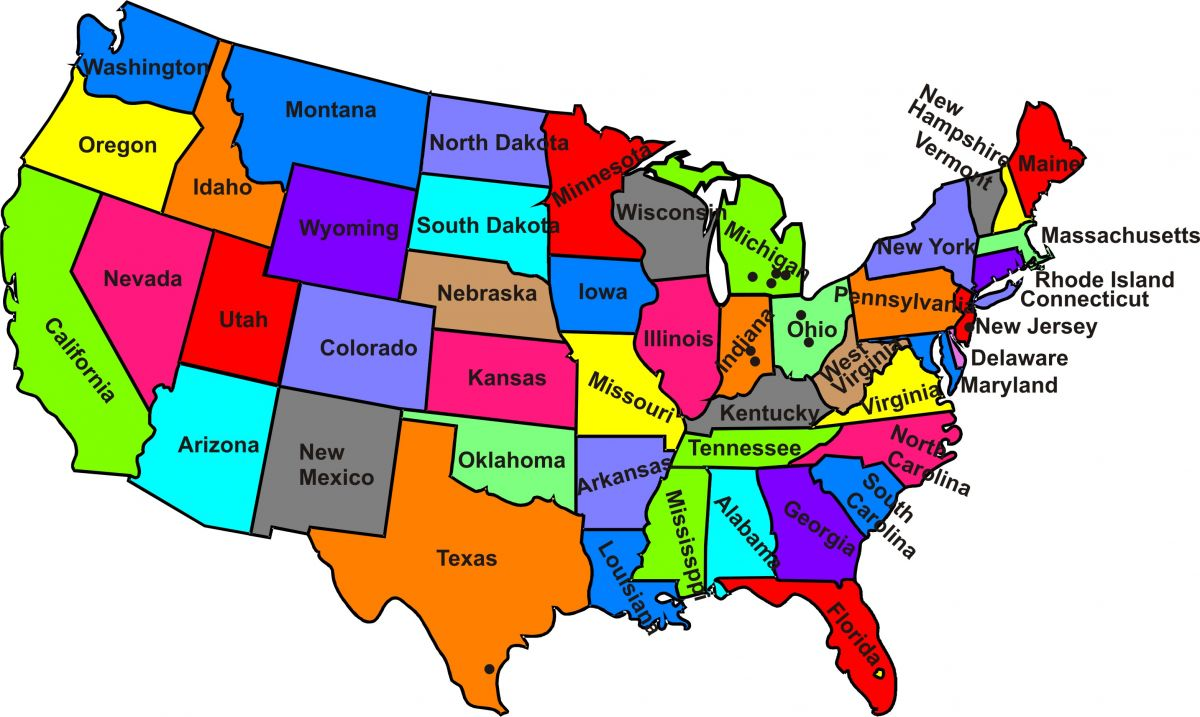 Washington
Montana
North Dakota
Minnesota
Oregon
Idaho
Wyoming
South Dakota
Wisconsin
Michigan
New
Hampshire
Vermont
Maine
New York
Massachusetts
Rhode Island
Connecticut
Nevada
Utah
Nebraska
Iowa
Illinois
Indiana
Ohio
Pennsylvania
New Jersey
Delaware
Maryland
California
Colorado
Kansas
Missouri
Kentucky
West
Virginia
Virginia
Arizona
New
Mexico
Oklahoma
Arkansas
Tennessee
North
Carolina
South
Carolina
Texas
Louisiana
Mississppi
Alabama
Georgia
Florida